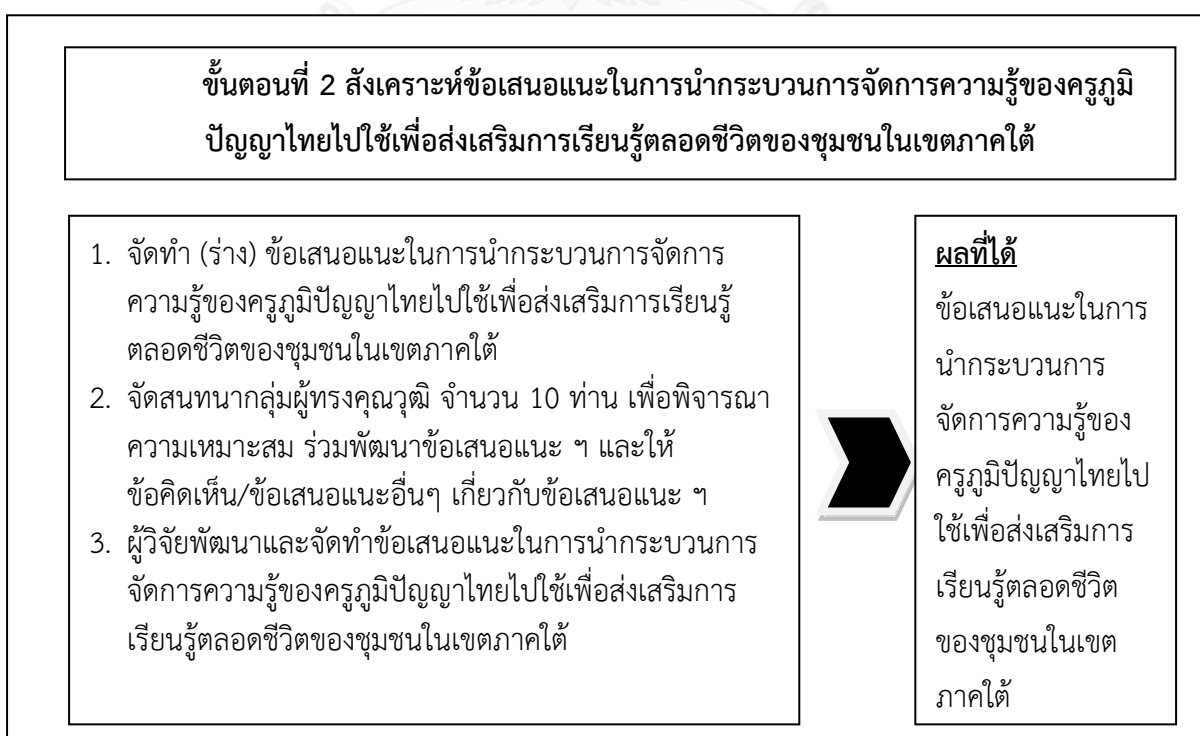 ขั้นตอนที่ 2 สังเคราะห์ข้อเสนอแนะในการนำกระบวนการจัดการความรู้ของครูภูมิ
ปัญญาไทยไปใช้เพื่อส่งเสริมการเรียนรู้ตลอดชีวิตของชุมชนในเขตภาคใต้
1. จัดทำ (ร่าง) ข้อเสนอแนะในการนำกระบวนการจัดการ
ความรู้ของครูภูมิปัญญาไทยไปใช้เพื่อส่งเสริมการเรียนรู้
ตลอดชีวิตของชุมชนในเขตภาคใต้
2. จัดสนทนากลุ่มผู้ทรงคุณวุฒิ จำนวน 10 ท่าน เพื่อพิจารณา
ความเหมาะสม ร่วมพัฒนาข้อเสนอแนะ ฯ และให้
ข้อคิดเห็น/ข้อเสนอแนะอื่นๆ เกี่ยวกับข้อเสนอแนะ ฯ
3. ผู้วิจัยพัฒนาและจัดทำข้อเสนอแนะในการนำกระบวนการ
จัดการความรู้ของครูภูมิปัญญาไทยไปใช้เพื่อส่งเสริมการ
เรียนรู้ตลอดชีวิตของชุมชนในเขตภาคใต้
ผลที่ได้
ข้อเสนอแนะในการ
นำกระบวนการ
จัดการความรู้ของ
ครูภูมิปัญญาไทยไป
ใช้เพื่อส่งเสริมการ
เรียนรู้ตลอดชีวิต
ของชุมชนในเขต
ภาคใต้